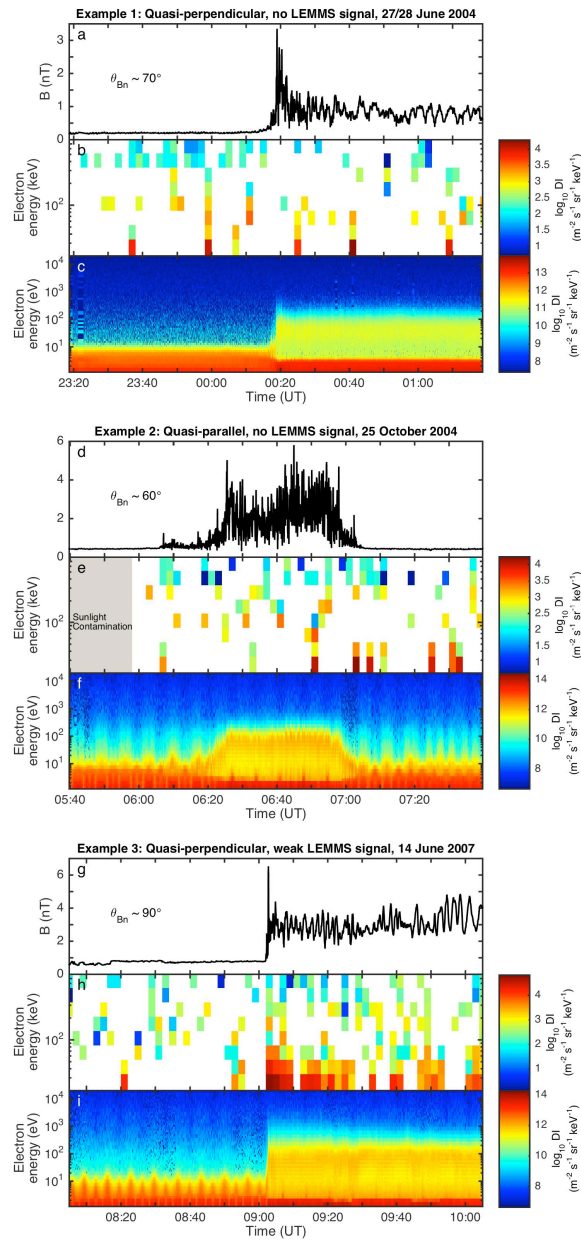 Example 1: Quasi-perpendicular, no LEMMS signal, 27/28 June 2004
a
θBn ~ 70°
B (nT)
3
2
1
0
b
Electron
energy (keV)
10²
4
3.5
3
2.5
2
1.5
1
log₁₀ DI
(m⁻² s⁻¹ sr⁻¹ keV⁻¹)
c
Electron
energy (eV)
10⁴
10³
10²
10¹
13
12
11
10
9
8
log₁₀ DI
(m⁻² s⁻¹ sr⁻¹ keV⁻¹)
23:20 23:40 00:00 00:20 00:40 01:00
Time (UT)
Example 2: Quasi-parallel, no LEMMS signal, 25 October 2004
d
θBn ~ 60°
6
4
2
0
e
Sunlight
Contamination
Electron
energy (keV)
10²
4
3.5
3
2.5
2
1.5
1
log₁₀ DI
(m⁻² s⁻¹ sr⁻¹ keV⁻¹)
f
Electron
energy (eV)
10⁴
10³
10²
10¹
14
12
10
8
log₁₀ DI
(m⁻² s⁻¹ sr⁻¹ keV⁻¹)
05:40 06:00 06:20 06:40 07:00 07:20
Time (UT)
Example 3: Quasi-perpendicular, weak LEMMS signal, 14 June 2007
g
θBn ~ 90°
B (nT)
6
4
2
0
h
Electron
energy (keV)
10²
4
3
2
1
log₁₀ DI
(m⁻² s⁻¹ sr⁻¹ keV⁻¹)
i
Electron
energy (eV)
10⁴
10³
10²
10¹
14
12
10
8
log₁₀ DI
(m⁻² s⁻¹ sr⁻¹ keV⁻¹)
08:20 08:40 09:00 09:20 09:40 10:00
Time (UT)